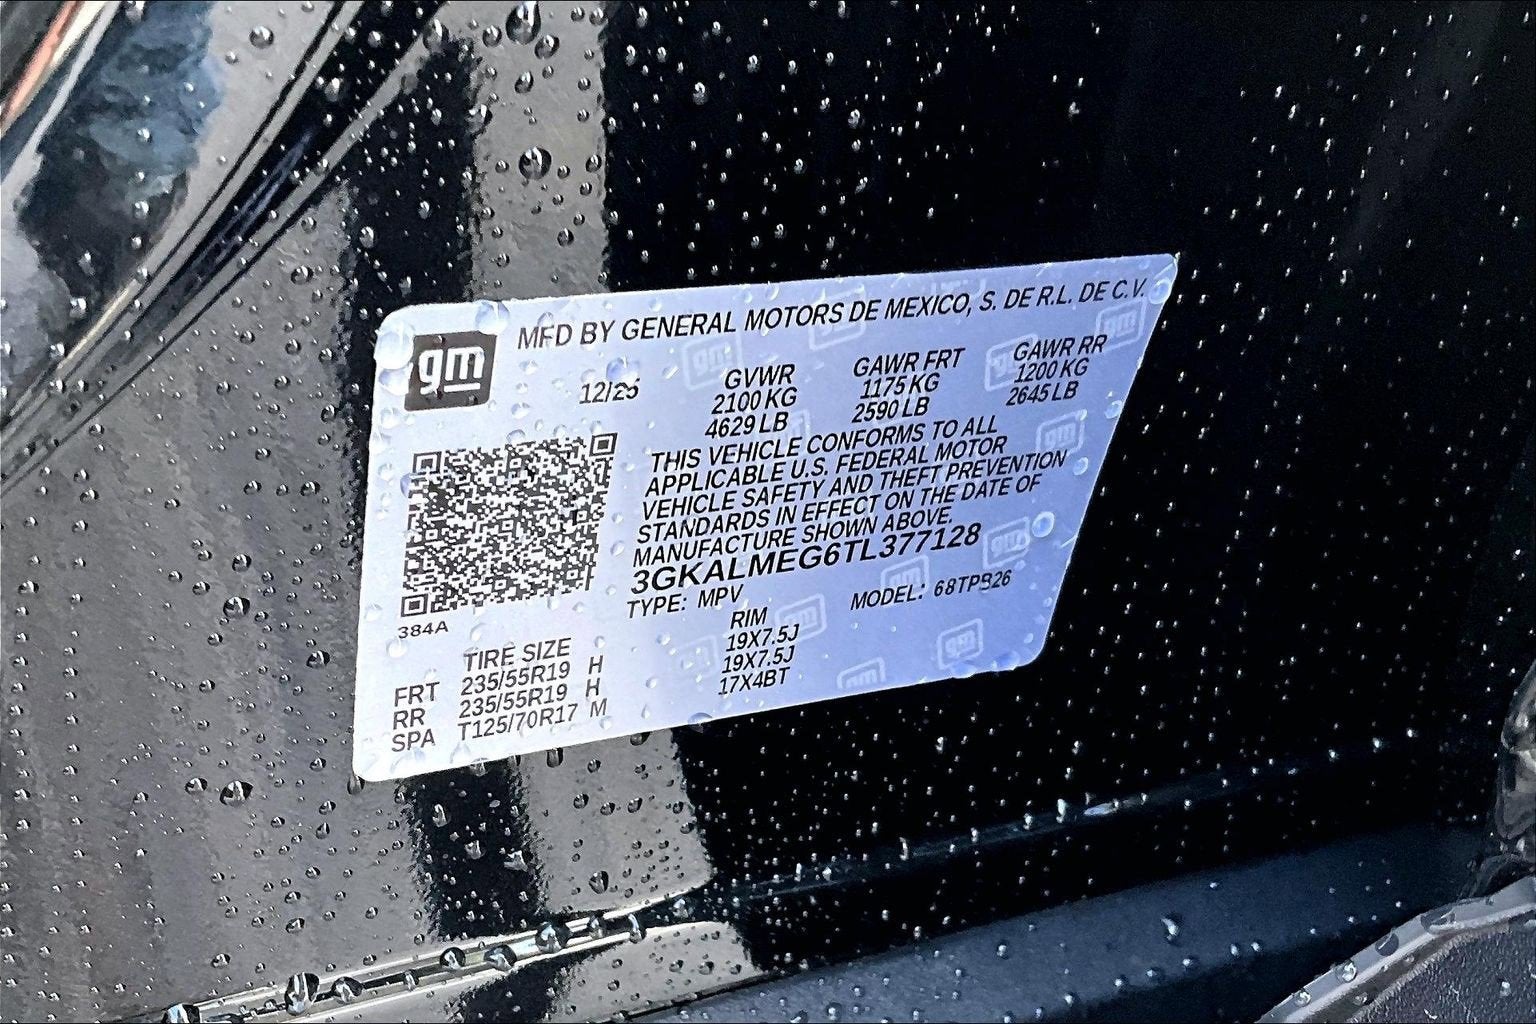 gm
MFD BY GENERAL MOTORS DE MEXICO, S. DE R.L. DE C.V.
12/25 GVWR GAWR FRT GAWR RR
2100 KG 1175 KG 1200 KG
4629 LB 2590 LB 2645 LB
THIS VEHICLE CONFORMS TO ALL
APPLICABLE U.S. FEDERAL MOTOR
VEHICLE SAFETY AND THEFT PREVENTION
STANDARDS IN EFFECT ON THE DATE OF
MANUFACTURE SHOWN ABOVE.
3GKALMEG6TL377128
TYPE: MPV MODEL: 68TPB26
384A
TIRE SIZE RIM
FRT 235/55R19 H 19X7.5J
RR 235/55R19 H 19X7.5J
SPA T125/70R17 M 17X4BT